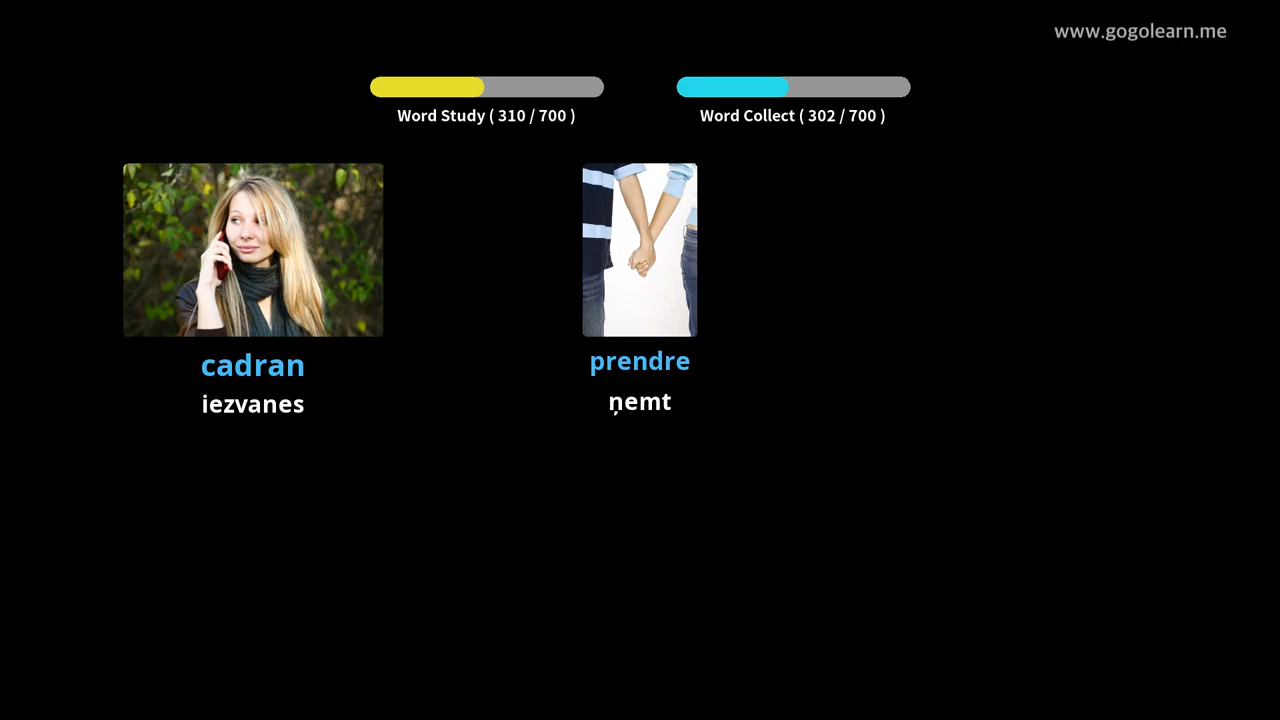 www.gogolearn.me
Word Study ( 310 / 700 )
Word Collect ( 302 / 700 )
cadran
iezvanes
prendre
ņemt